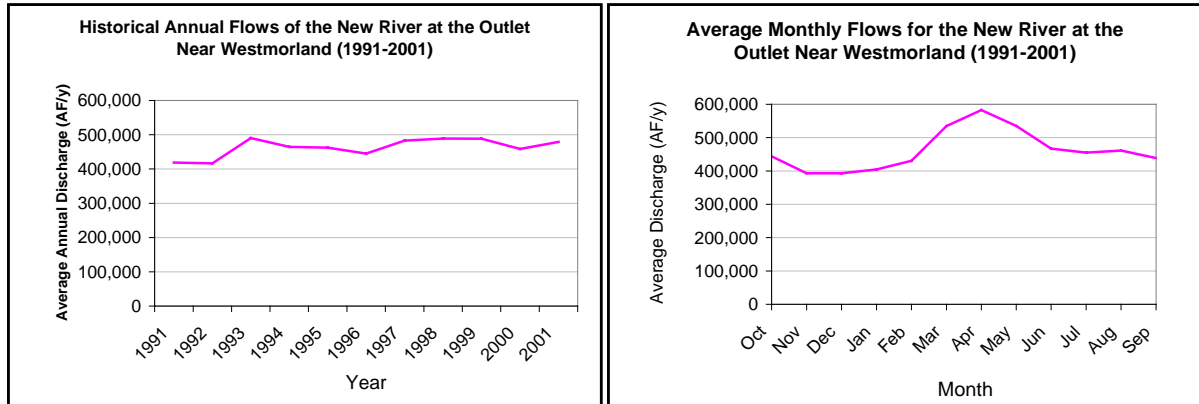 Historical Annual Flows of the New River at the Outlet
Near Westmorland (1991-2001)
Average Annual Discharge (AF/y)
600,000
500,000
400,000
300,000
200,000
100,000
0
1991
1992
1993
1994
1995
1996
1997
1998
1999
2000
2001
Year
Average Monthly Flows for the New River at the
Outlet Near Westmorland (1991-2001)
Average Discharge (AF/y)
600,000
500,000
400,000
300,000
200,000
100,000
0
Oct
Nov
Dec
Jan
Feb
Mar
Apr
May
Jun
Jul
Aug
Sep
Month